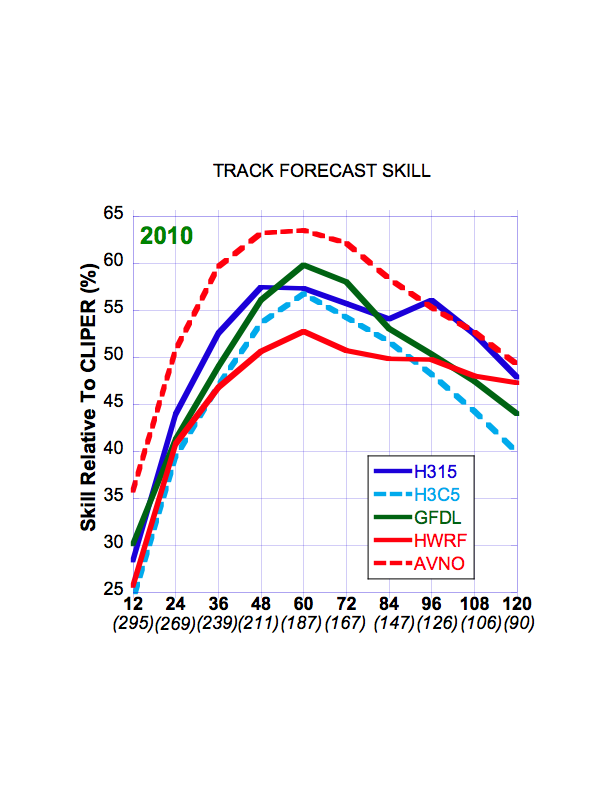 TRACK FORECAST SKILL
2010
Skill Relative To CLIPER (%)
65
60
55
50
45
40
35
30
25
H315
H3C5
GFDL
HWRF
AVNO
12 24 36 48 60 72 84 96 108 120
(295) (269) (239) (211) (187) (167) (147) (126) (106) (90)